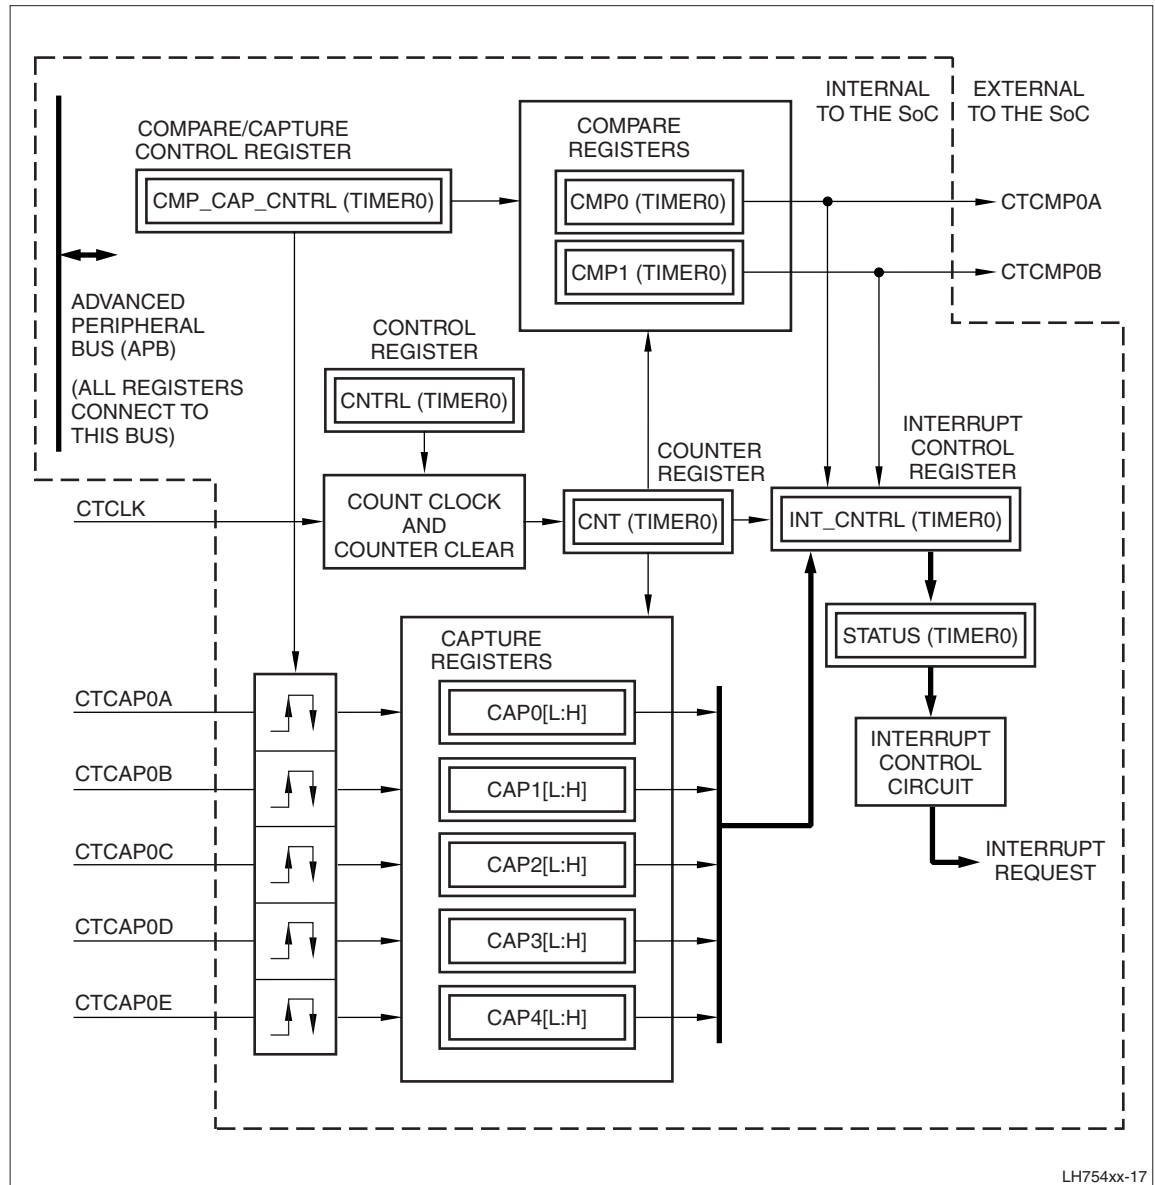 INTERNAL
TO THE SoC
EXTERNAL
TO THE SoC
COMPARE/CAPTURE
CONTROL REGISTER
CMP_CAP_CNTRL (TIMER0)
COMPARE
REGISTERS
CMP0 (TIMER0)
CMP1 (TIMER0)
CTCMP0A
CTCMP0B
ADVANCED
PERIPHERAL
BUS (APB)
(ALL REGISTERS
CONNECT TO
THIS BUS)
CONTROL
REGISTER
CNTRL (TIMER0)
COUNTER
REGISTER
INTERRUPT
CONTROL
REGISTER
CTCLK
COUNT CLOCK
AND
COUNTER CLEAR
CNT (TIMER0)
INT_CNTRL (TIMER0)
STATUS (TIMER0)
INTERRUPT
CONTROL
CIRCUIT
INTERRUPT
REQUEST
CAPTURE
REGISTERS
CTCAP0A
CAP0[L:H]
CTCAP0B
CAP1[L:H]
CTCAP0C
CAP2[L:H]
CTCAP0D
CAP3[L:H]
CTCAP0E
CAP4[L:H]
LH754xx-17